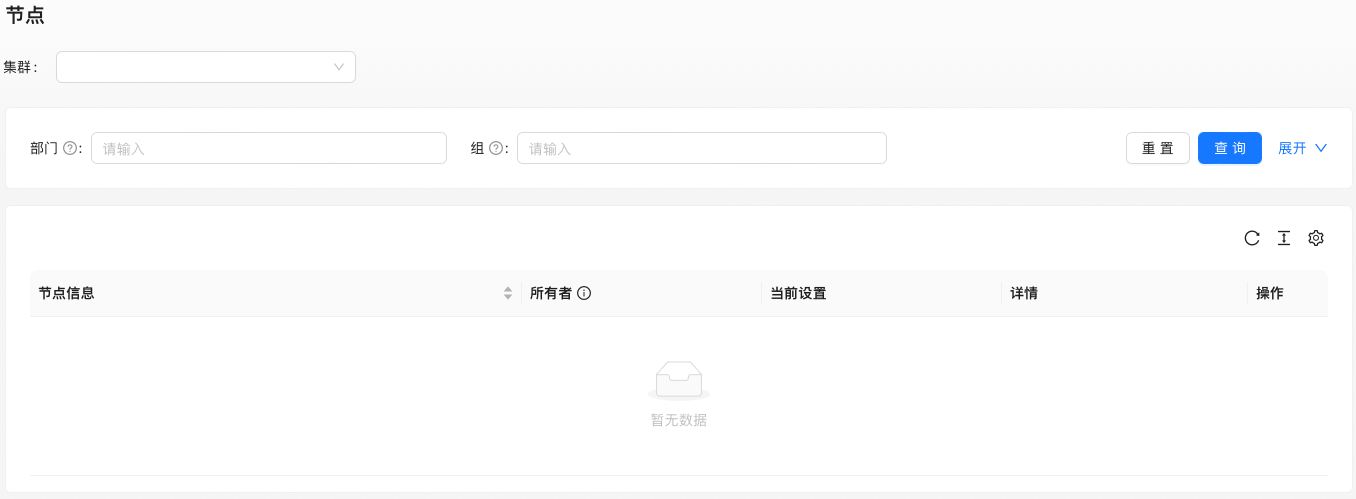 节点
集群：
部门 ?: 请输入 组 ?: 请输入 重 置 查 询 展开
节点信息 所有者 当前设置 详情 操作
暂无数据